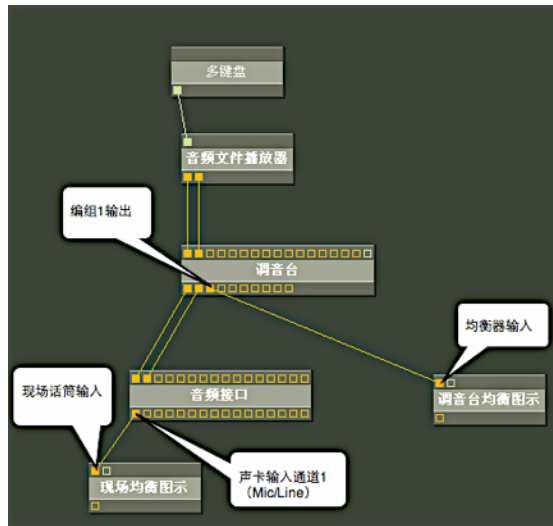 多键盘
音频文件播放器
编组1输出
调音台
均衡器输入
现场话筒输入
音频接口
调音台均衡图示
声卡输入通道1
（Mic/Line）
现场均衡图示